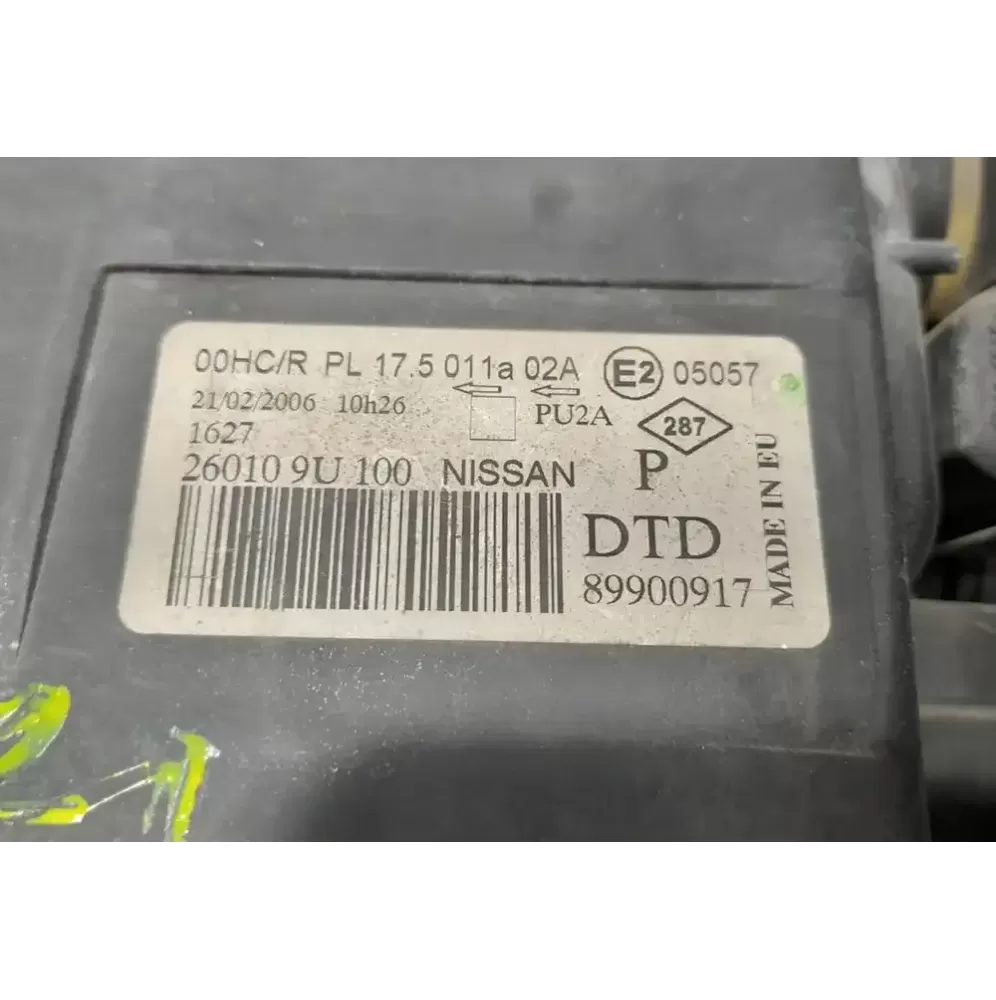 00HC/R PL 17.5 011a 02A E2 05057
21/02/2006 10h26
PU2A
287
1627
26010 9U 100 NISSAN
P
DTD
89900917
MADE IN EU
21